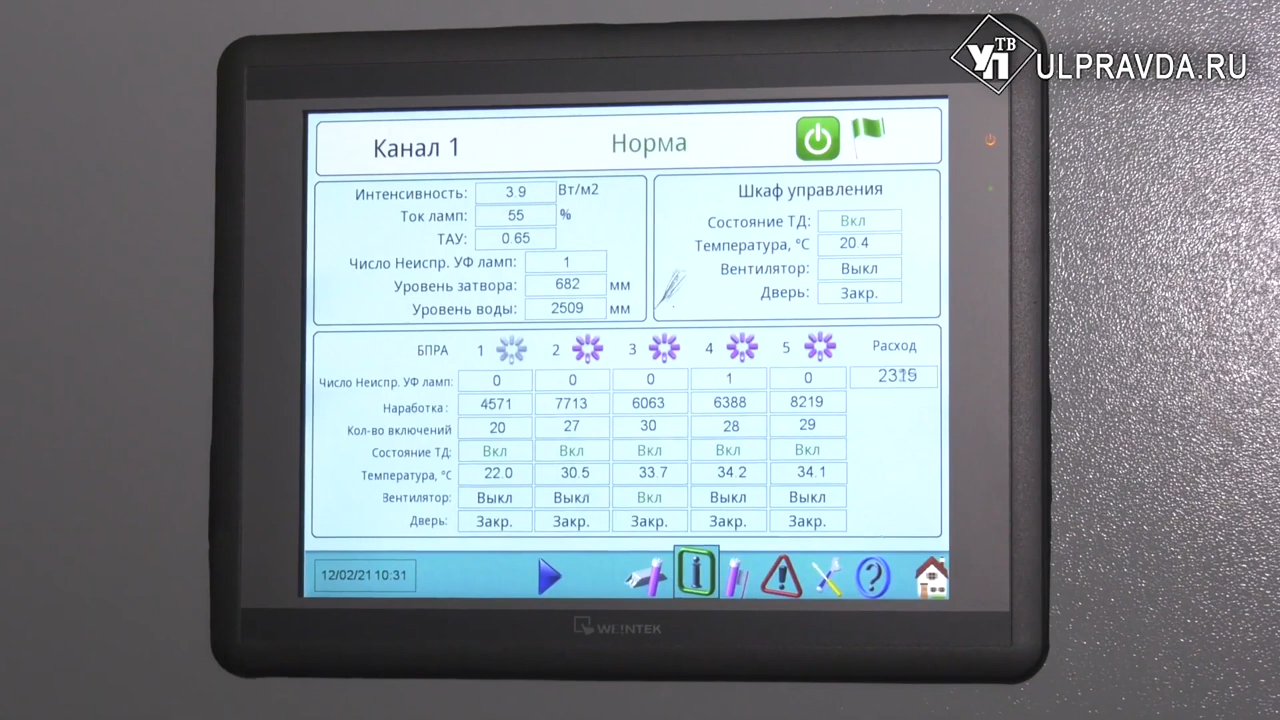 УП ТВ ULPRAVDA.RU
Канал 1 Норма
Интенсивность: 3.9 Вт/м2
Ток ламп: 55 %
ТАУ: 0.65
Число Неиспр. УФ ламп: 1
Уровень затвора: 682 мм
Уровень воды: 2509 мм
Шкаф управления
Состояние ТД: Вкл
Температура, °C 20.4
Вентилятор: Выкл
Дверь: Закр.
БПРА 1 2 3 4 5 Расход
Число Неиспр. УФ ламп: 0 0 0 1 0
Наработка : 4571 7713 6063 6388 8219
Кол-во включений 20 27 30 28 29
Состояние ТД: Вкл Вкл Вкл Вкл Вкл
Температура, °C 22.0 30.5 33.7 34.2 34.1
Вентилятор: Выкл Выкл Вкл Выкл Выкл
Дверь: Закр. Закр. Закр. Закр. Закр.
12/02/21 10:31
WEINTEK